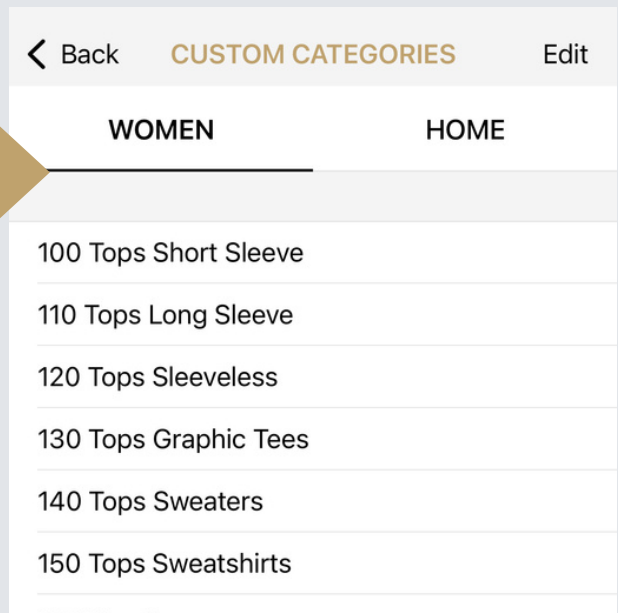 Back CUSTOM CATEGORIES Edit
WOMEN HOME
100 Tops Short Sleeve
110 Tops Long Sleeve
120 Tops Sleeveless
130 Tops Graphic Tees
140 Tops Sweaters
150 Tops Sweatshirts